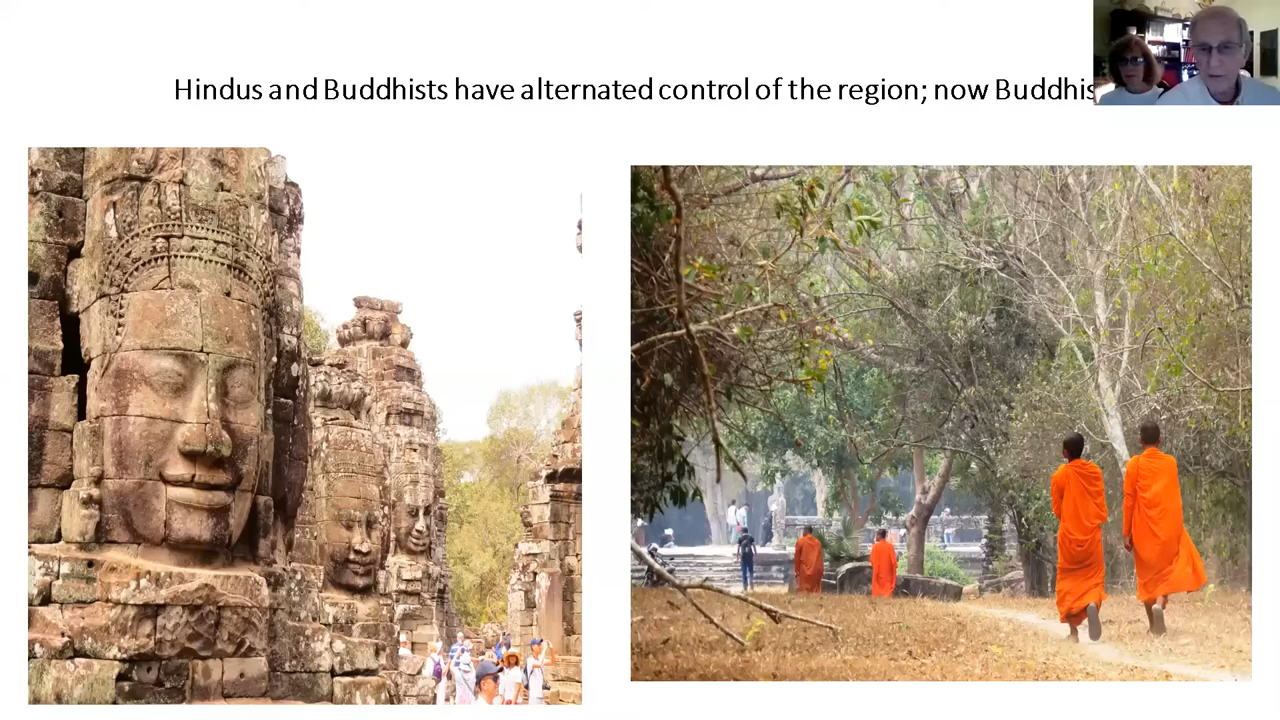 Hindus and Buddhists have alternated control of the region; now Buddhis